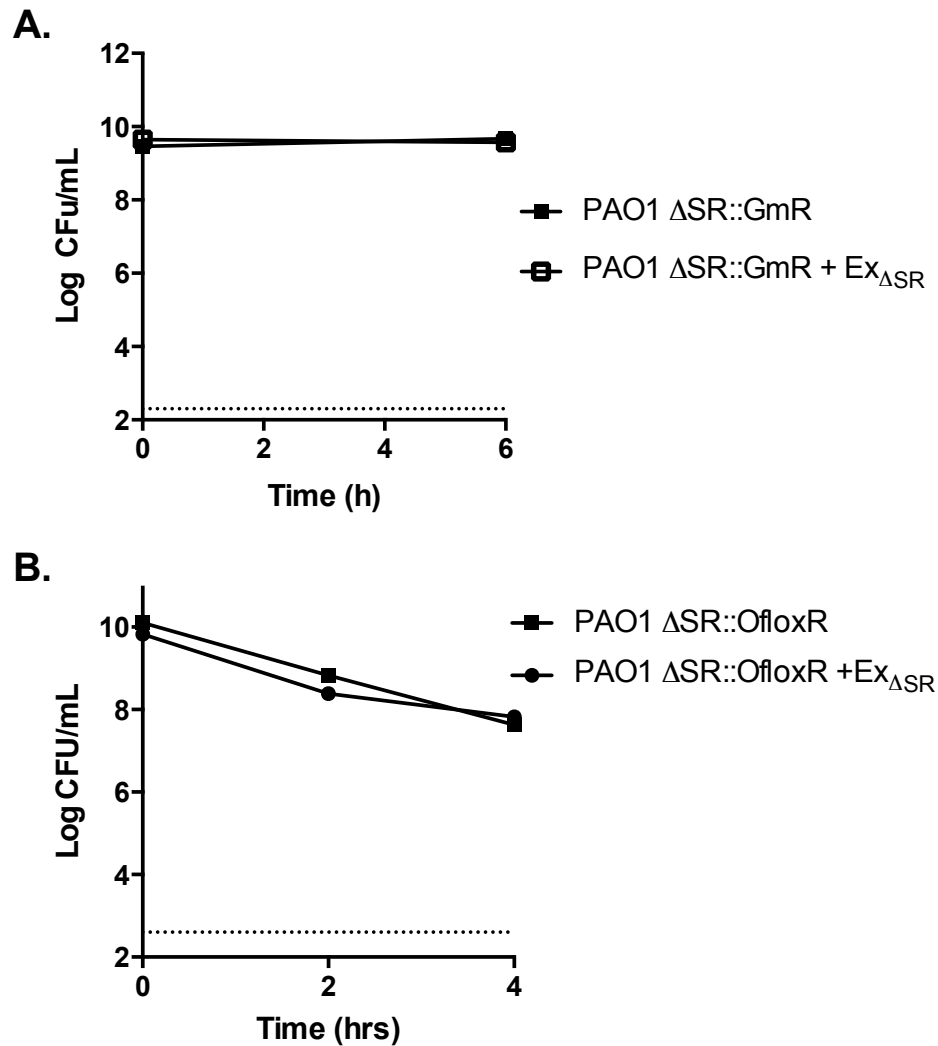 A.
12
10
8
6
4
2
Log CFu/mL
0 2 4 6
Time (h)
PAO1 ΔSR::GmR
PAO1 ΔSR::GmR + ExΔSR
B.
10
8
6
4
2
Log CFU/mL
0 2 4
Time (hrs)
PAO1 ΔSR::OfloxR
PAO1 ΔSR::OfloxR +ExΔSR